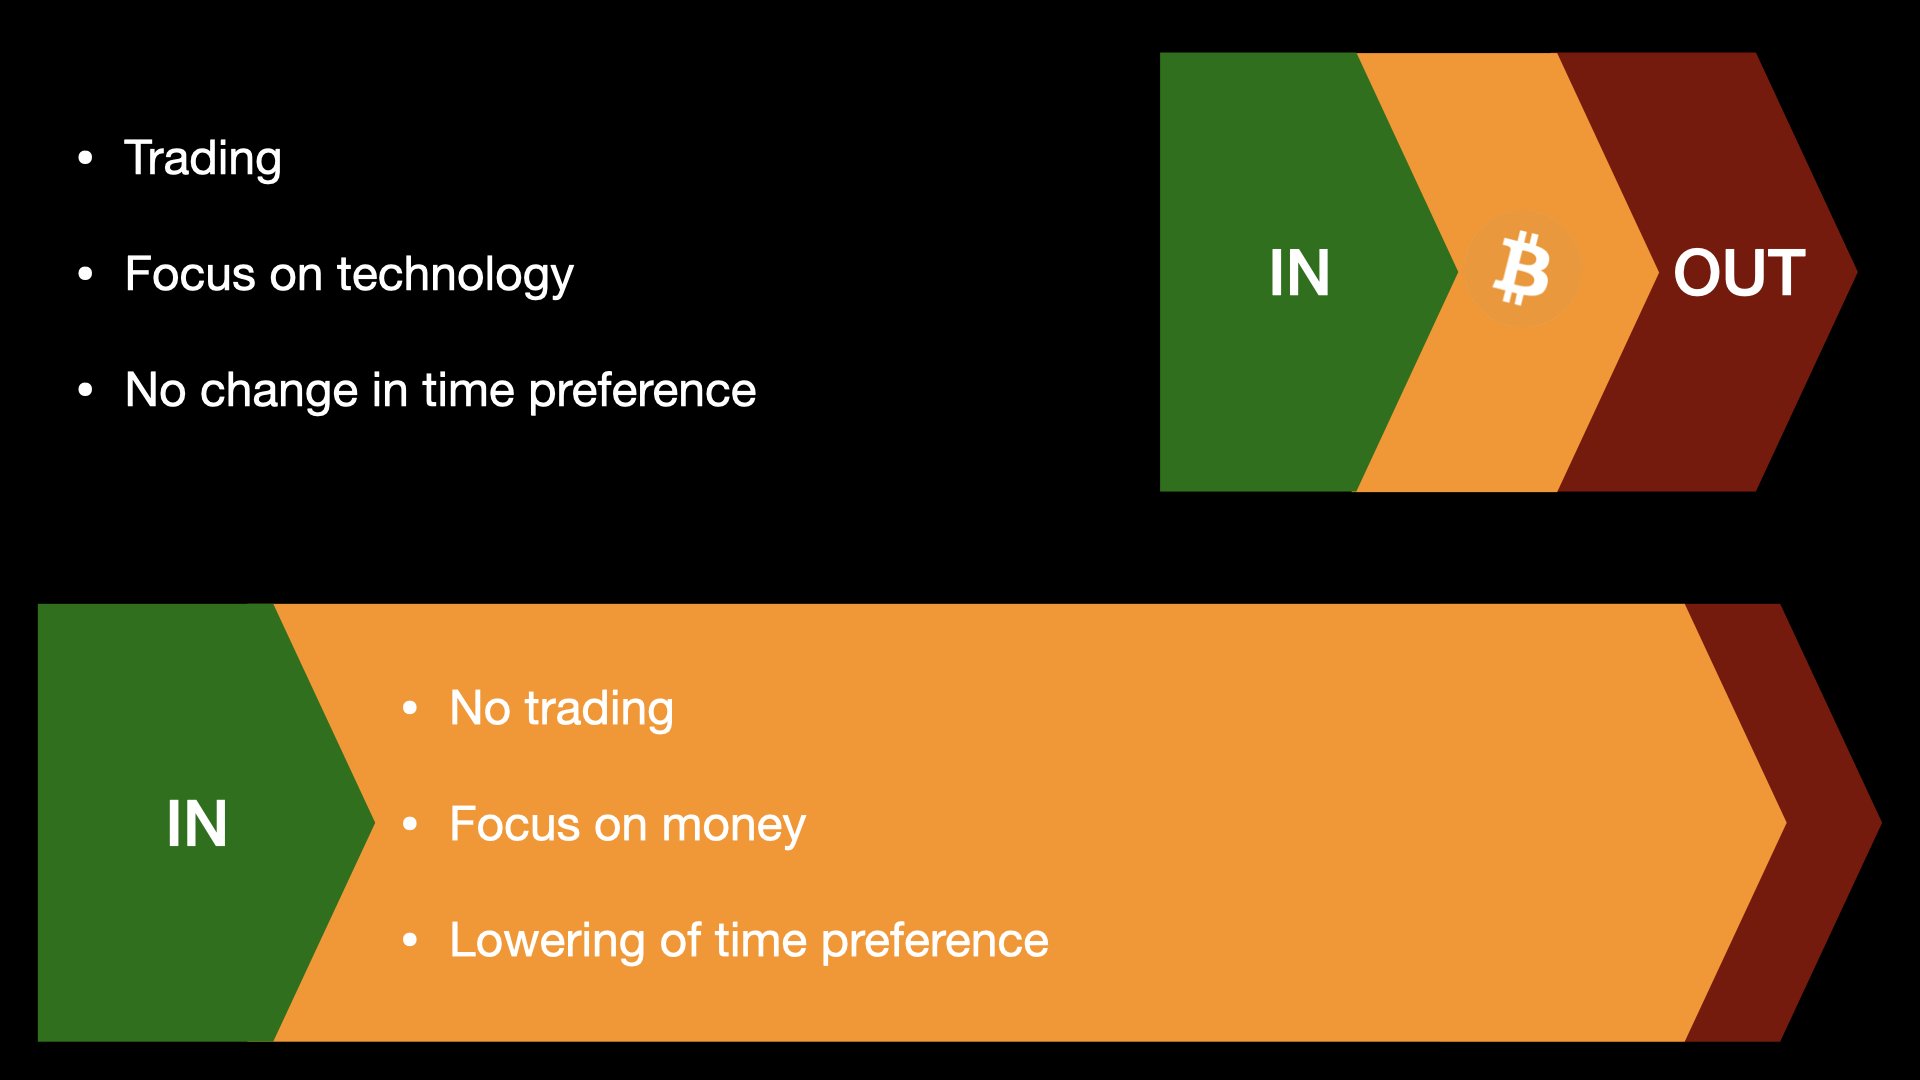 • Trading
• Focus on technology
• No change in time preference
IN
₿
OUT
IN
• No trading
• Focus on money
• Lowering of time preference